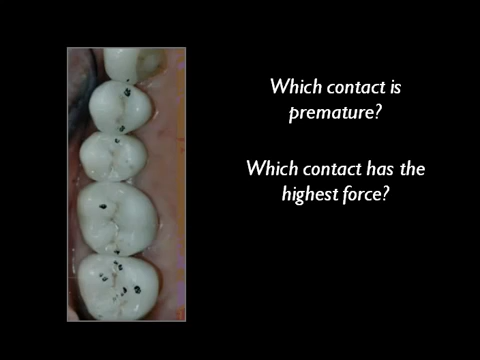 Which contact is
premature?
Which contact has the
highest force?